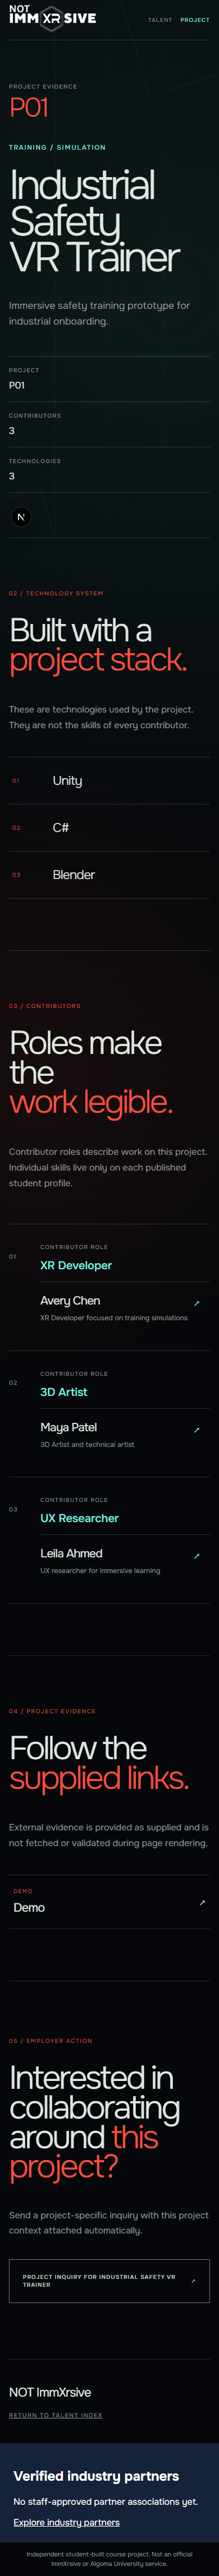 NOT
IMMXRSIVE
TALENT
PROJECT
PROJECT EVIDENCE
P01
TRAINING / SIMULATION
Industrial
Safety
VR Trainer
Immersive safety training prototype for
industrial onboarding.
PROJECT
P01
CONTRIBUTORS
3
TECHNOLOGIES
3
N
02 / TECHNOLOGY SYSTEM
Built with a
project stack.
These are technologies used by the project.
They are not the skills of every contributor.
01
Unity
02
C#
03
Blender
03 / CONTRIBUTORS
Roles make
the
work legible.
Contributor roles describe work on this project.
Individual skills live only on each published
student profile.
01
CONTRIBUTOR ROLE
XR Developer
Avery Chen
↗
XR Developer focused on training simulations
02
CONTRIBUTOR ROLE
3D Artist
Maya Patel
↗
3D Artist and technical artist
03
CONTRIBUTOR ROLE
UX Researcher
Leila Ahmed
↗
UX researcher for immersive learning
04 / PROJECT EVIDENCE
Follow the
supplied links.
External evidence is provided as supplied and is
not fetched or validated during page rendering.
DEMO
Demo
↗
05 / EMPLOYER ACTION
Interested in
collaborating
around this
project?
Send a project-specific inquiry with this project
context attached automatically.
PROJECT INQUIRY FOR INDUSTRIAL SAFETY VR
TRAINER
↗
NOT ImmXrsive
RETURN TO TALENT INDEX
Verified industry partners
No staff-approved partner associations yet.
Explore industry partners
Independent student-built course project. Not an official
ImmXrsive or Algoma University service.